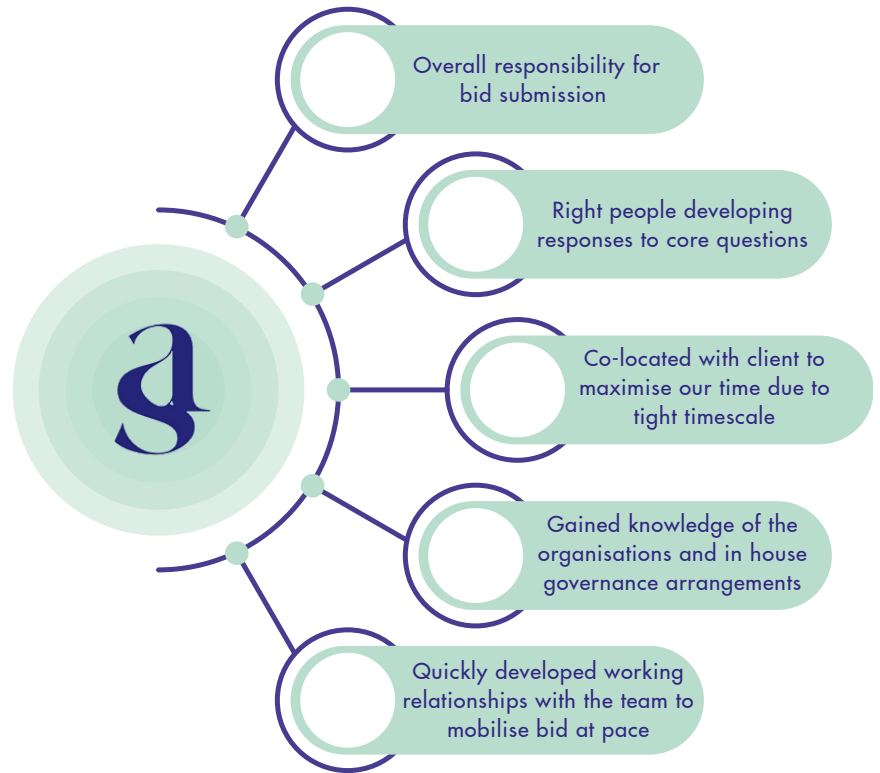 Overall responsibility for
bid submission
Right people developing
responses to core questions
Co-located with client to
maximise our time due to
tight timescale
Gained knowledge of the
organisations and in house
governance arrangements
Quickly developed working
relationships with the team to
mobilise bid at pace